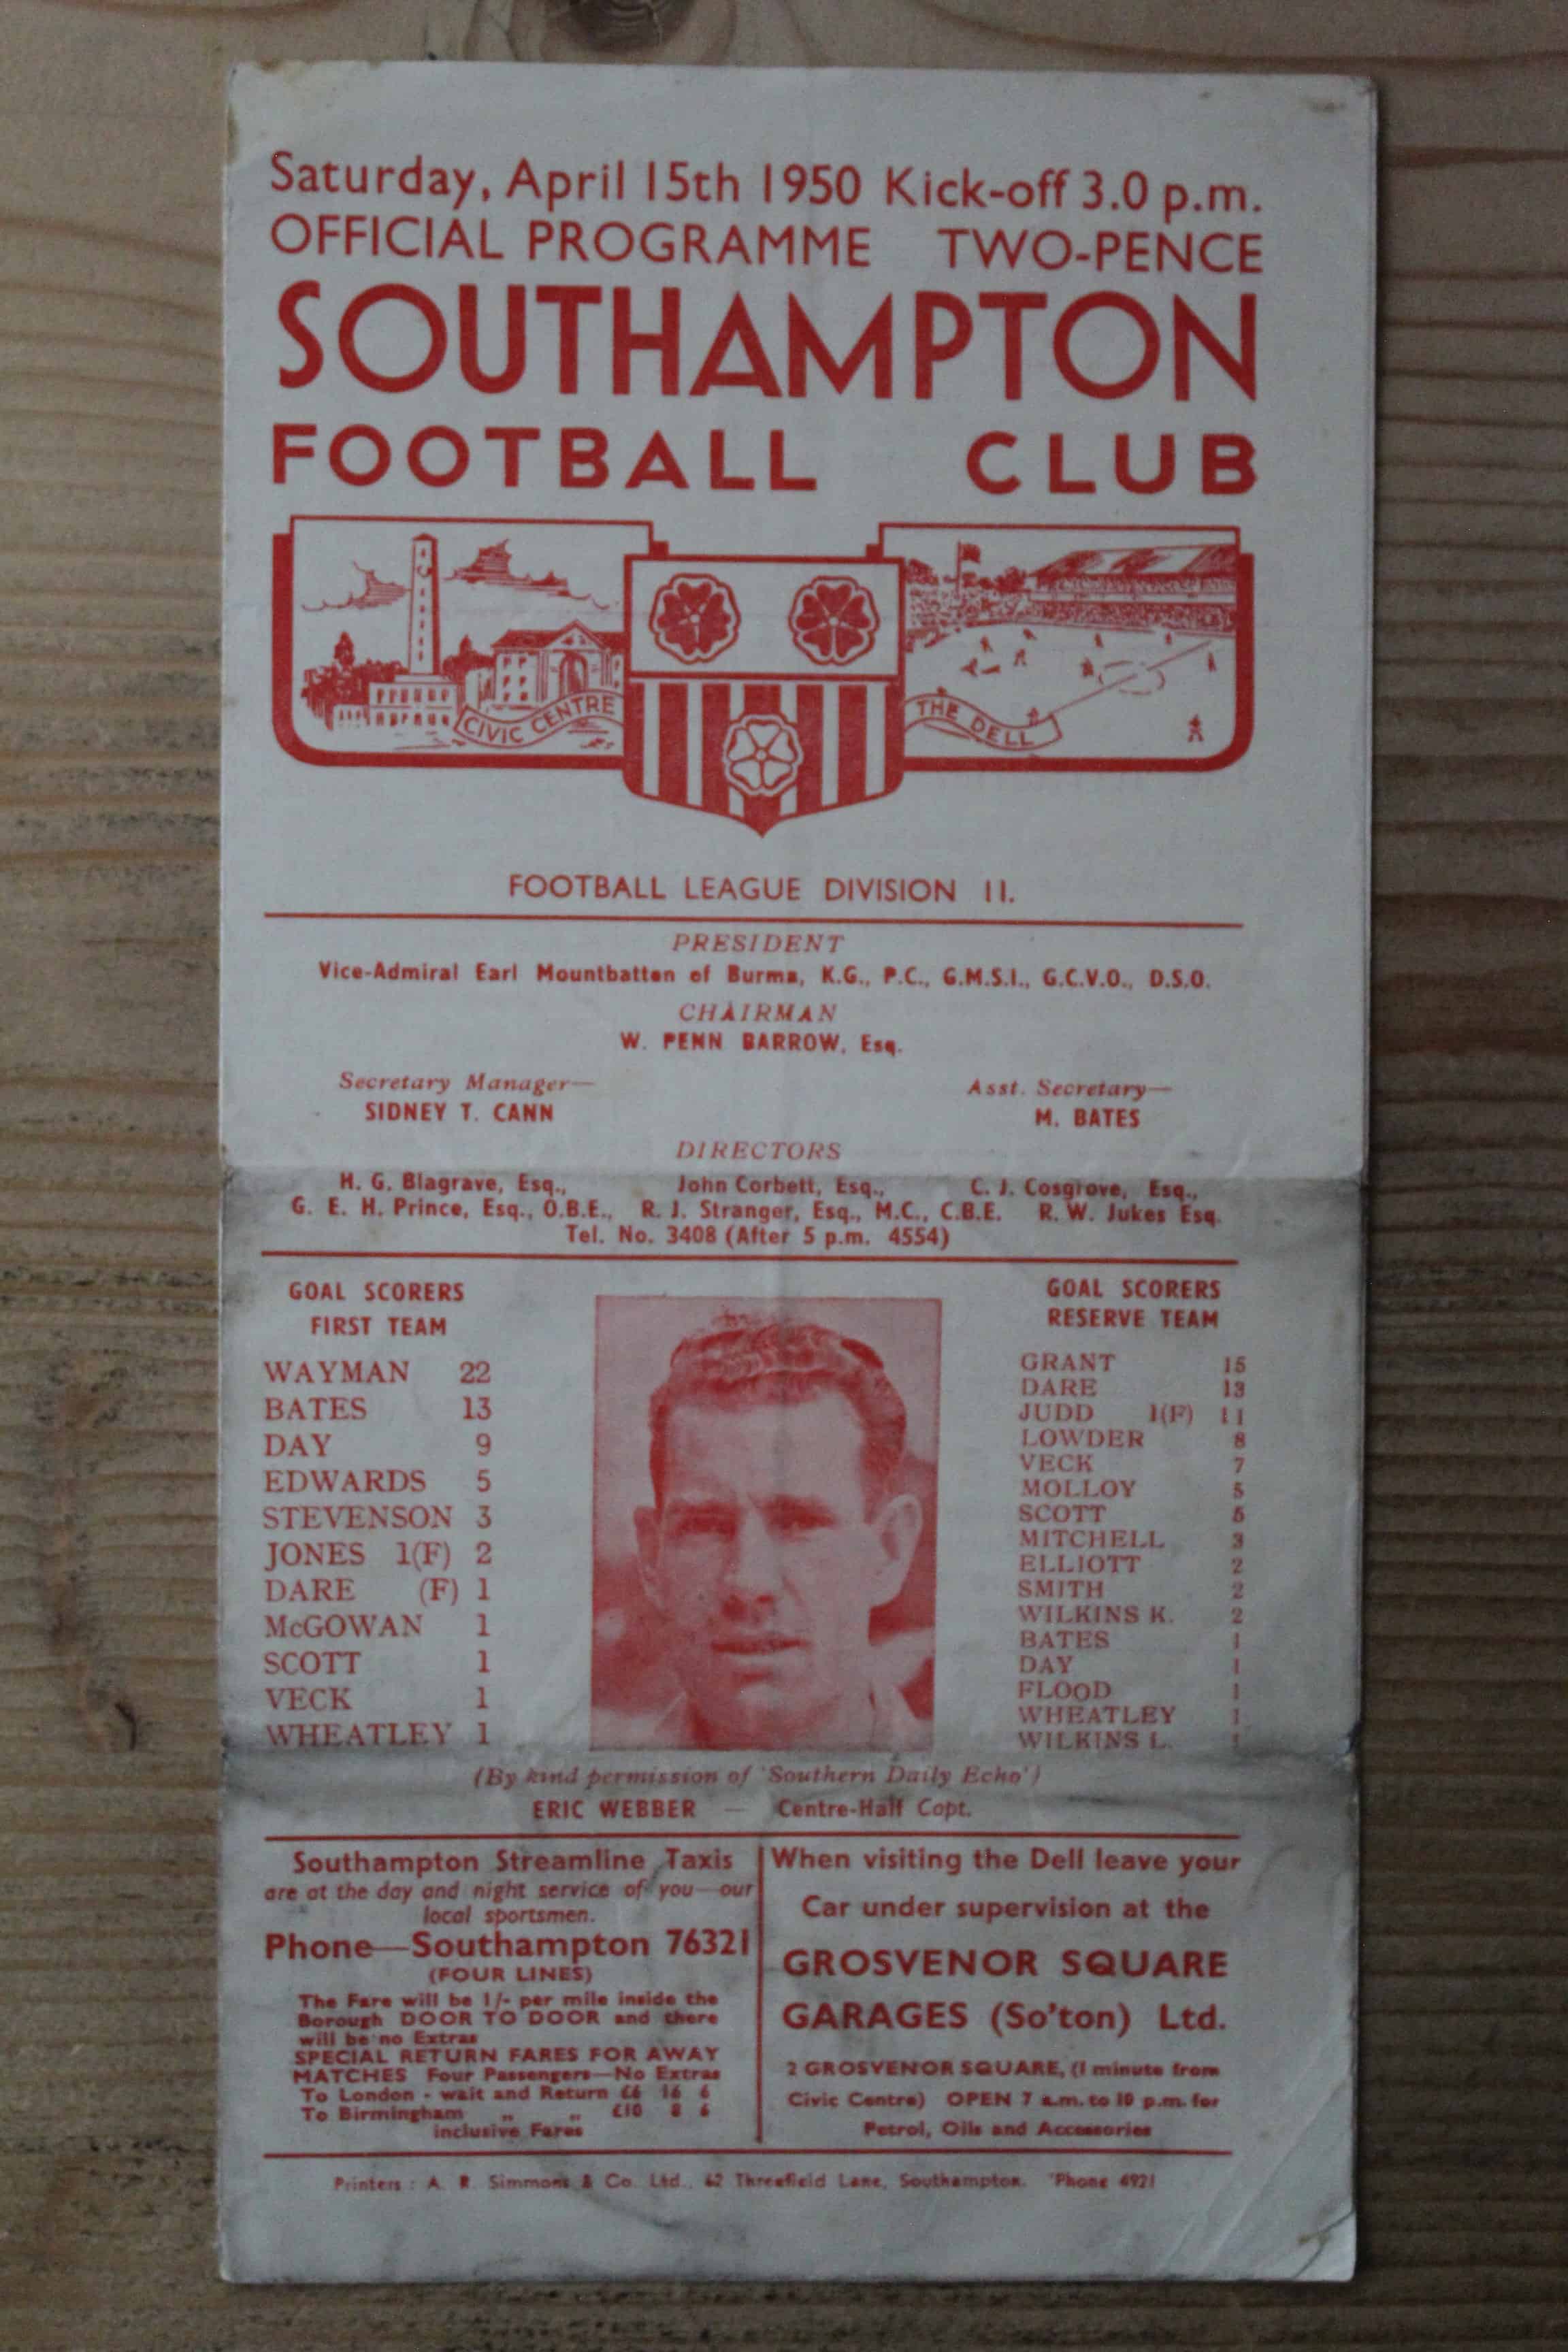 Saturday, April 15th 1950 Kick-off 3.0 p.m.
OFFICIAL PROGRAMME TWO-PENCE
SOUTHAMPTON
FOOTBALL CLUB
CIVIC CENTRE
THE DELL
FOOTBALL LEAGUE DIVISION II.
PRESIDENT
Vice-Admiral Earl Mountbatten of Burma, K.G., P.C., G.M.S.I., G.C.V.O., D.S.O.
CHAIRMAN
W. PENN BARROW, Esq.
Secretary Manager—
SIDNEY T. CANN
Asst. Secretary—
M. BATES
DIRECTORS
H. G. Blagrave, Esq., John Corbett, Esq., C. J. Cosgrove, Esq.,
G. E. H. Prince, Esq., O.B.E., R. J. Stranger, Esq., M.C., C.B.E. R. W. Jukes Esq.
Tel. No. 3408 (After 5 p.m. 4554)
GOAL SCORERS
FIRST TEAM
WAYMAN 22
BATES 13
DAY 9
EDWARDS 5
STEVENSON 3
JONES 1(F) 2
DARE (F) 1
McGOWAN 1
SCOTT 1
VECK 1
WHEATLEY 1
GOAL SCORERS
RESERVE TEAM
GRANT 15
DARE 13
JUDD 1(F) 11
LOWDER 8
VECK 7
MOLLOY 5
SCOTT 5
MITCHELL 3
ELLIOTT 2
SMITH 2
WILKINS K. 2
BATES 1
DAY 1
FLOOD 1
WHEATLEY 1
WILKINS L. 1
(By kind permission of 'Southern Daily Echo')
ERIC WEBBER — Centre-Half Capt.
Southampton Streamline Taxis
are at the day and night service of you—our
local sportsmen.
Phone—Southampton 76321
(FOUR LINES)
The Fare will be 1/- per mile inside the
Borough DOOR TO DOOR and there
will be no Extras
SPECIAL RETURN FARES FOR AWAY
MATCHES Four Passengers—No Extras
To London - wait and Return £6 16 6
To Birmingham „ „ £10 8 6
inclusive Fares
When visiting the Dell leave your
Car under supervision at the
GROSVENOR SQUARE
GARAGES (So'ton) Ltd.
2 GROSVENOR SQUARE, (1 minute from
Civic Centre) OPEN 7 a.m. to 10 p.m. for
Petrol, Oils and Accessories
Printers : A. R. Simmons & Co. Ltd., 62 Threefield Lane, Southampton. 'Phone 4921